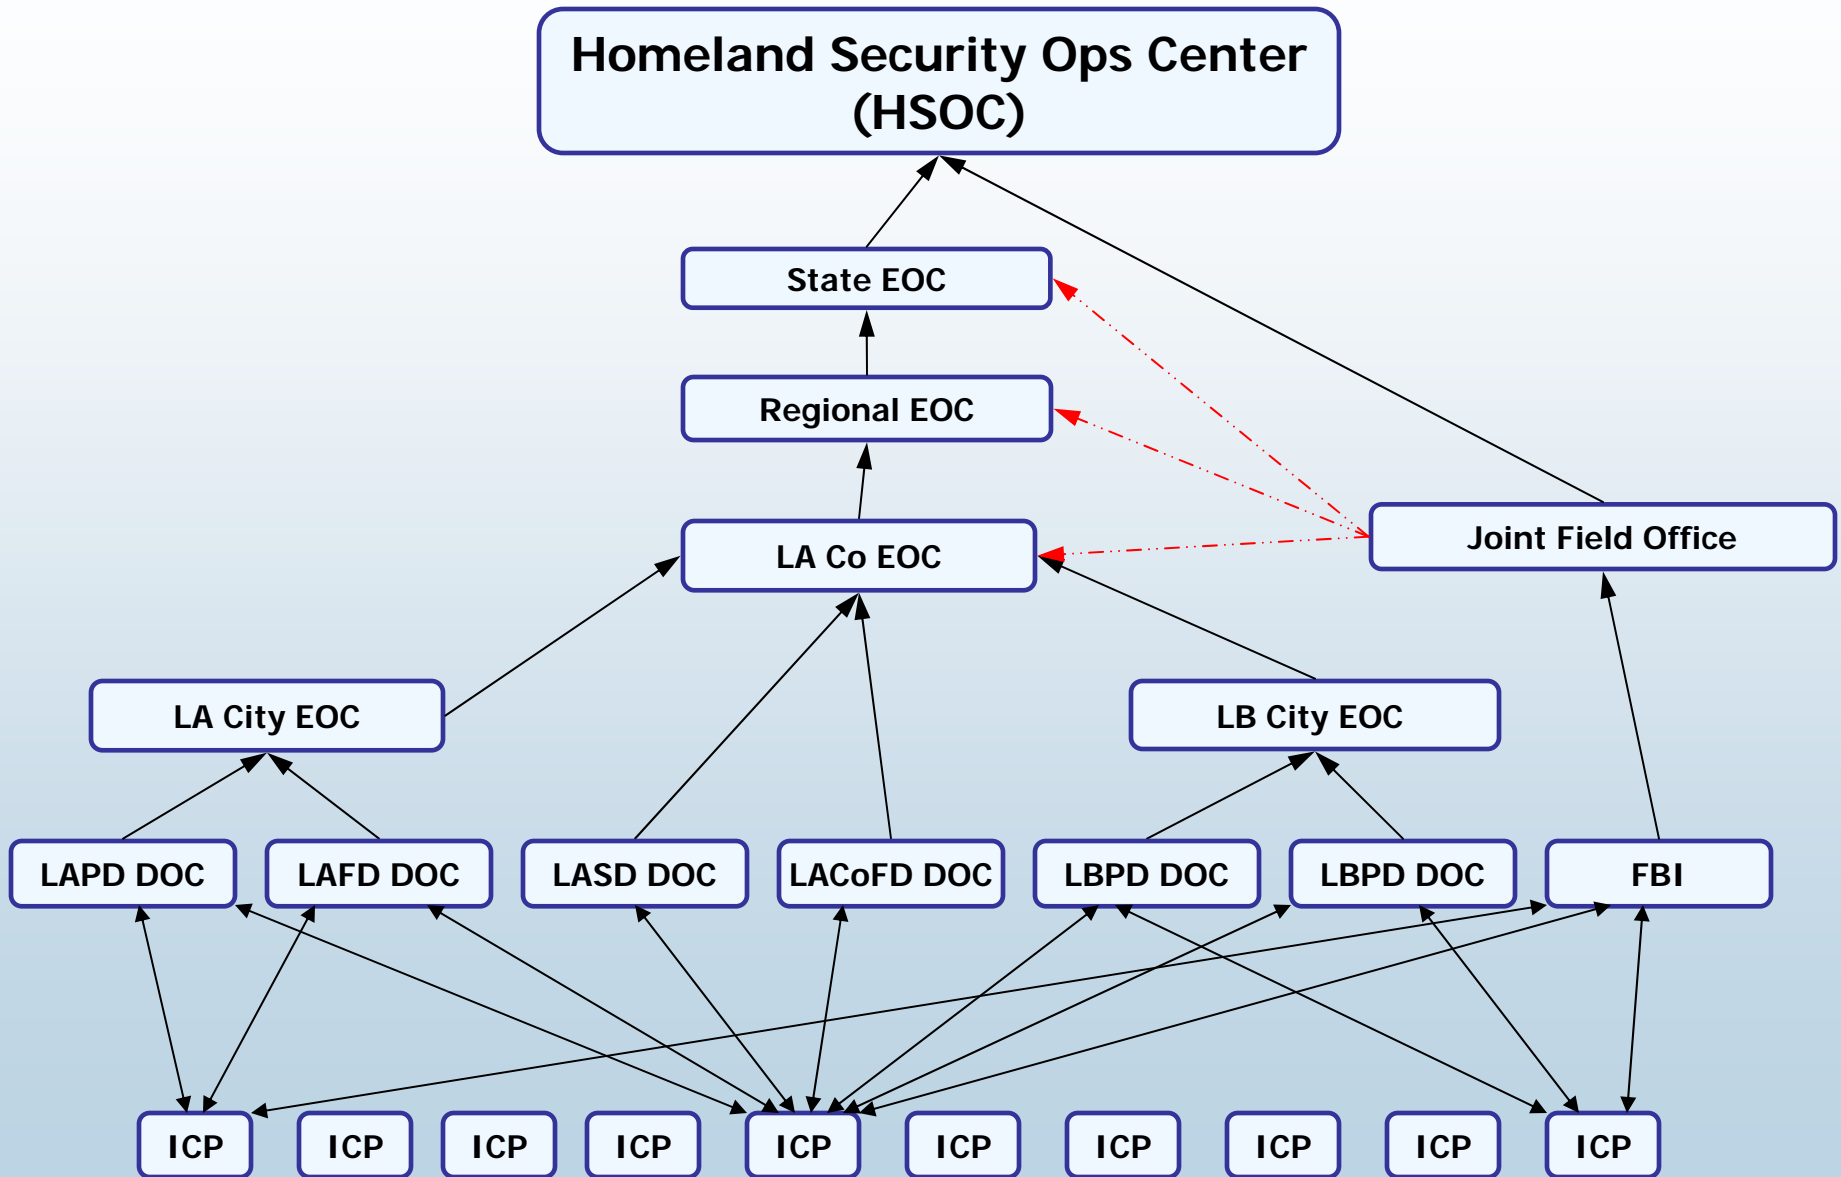 Homeland Security Ops Center
(HSOC)
State EOC
Regional EOC
Joint Field Office
LA Co EOC
LA City EOC
LB City EOC
LAPD DOC
LAFD DOC
LASD DOC
LACoFD DOC
LBPD DOC
LBPD DOC
FBI
ICP
ICP
ICP
ICP
ICP
ICP
ICP
ICP
ICP
ICP